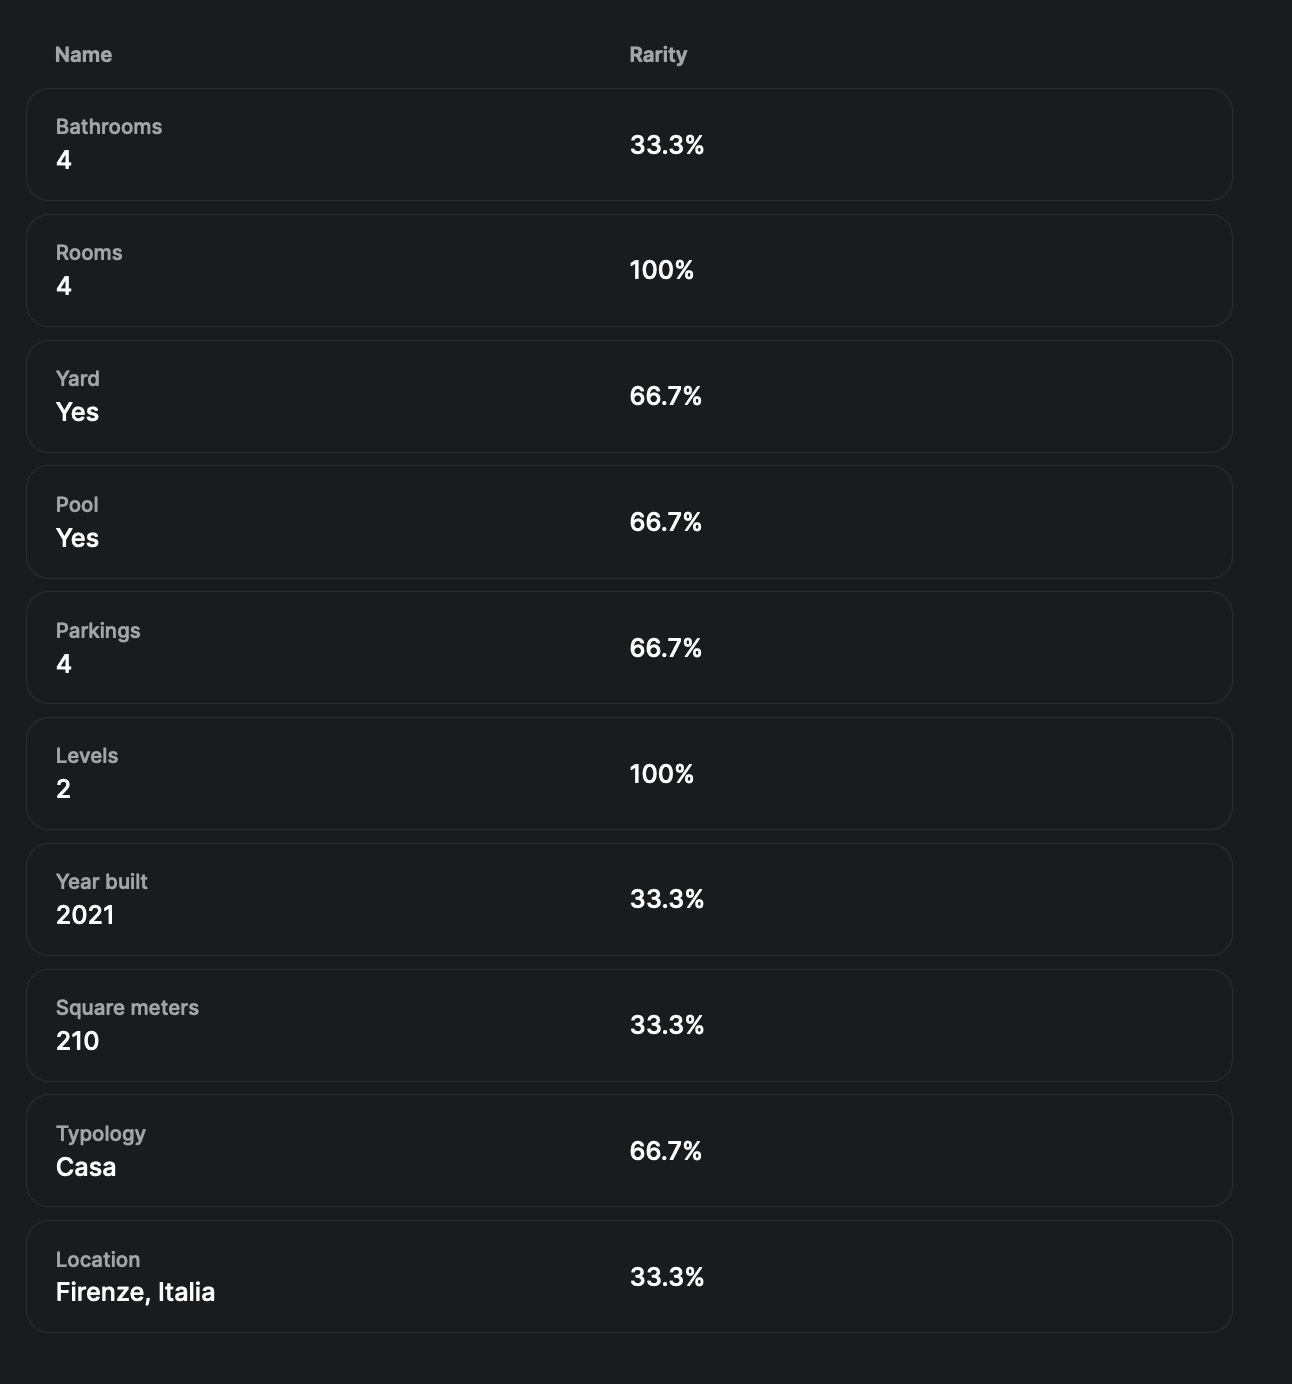 Name Rarity
Bathrooms
4
33.3%
Rooms
4
100%
Yard
Yes
66.7%
Pool
Yes
66.7%
Parkings
4
66.7%
Levels
2
100%
Year built
2021
33.3%
Square meters
210
33.3%
Typology
Casa
66.7%
Location
Firenze, Italia
33.3%